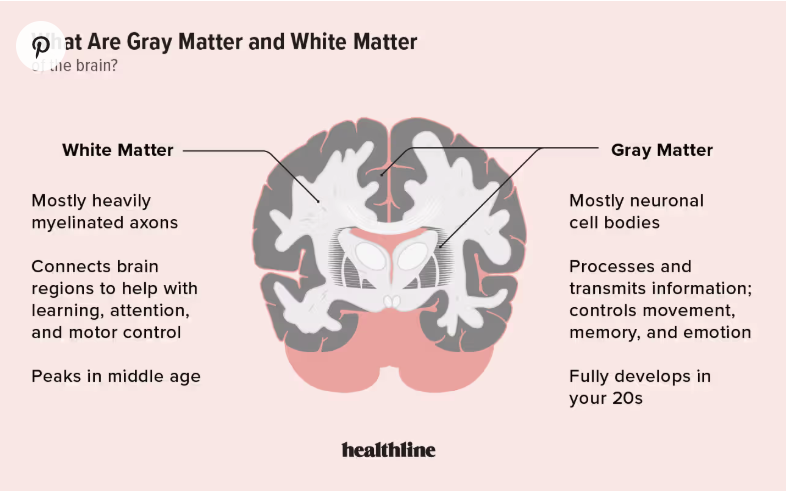 What Are Gray Matter and White Matter
of the brain?
White Matter
Mostly heavily
myelinated axons
Connects brain
regions to help with
learning, attention,
and motor control
Peaks in middle age
Gray Matter
Mostly neuronal
cell bodies
Processes and
transmits information;
controls movement,
memory, and emotion
Fully develops in
your 20s
healthline